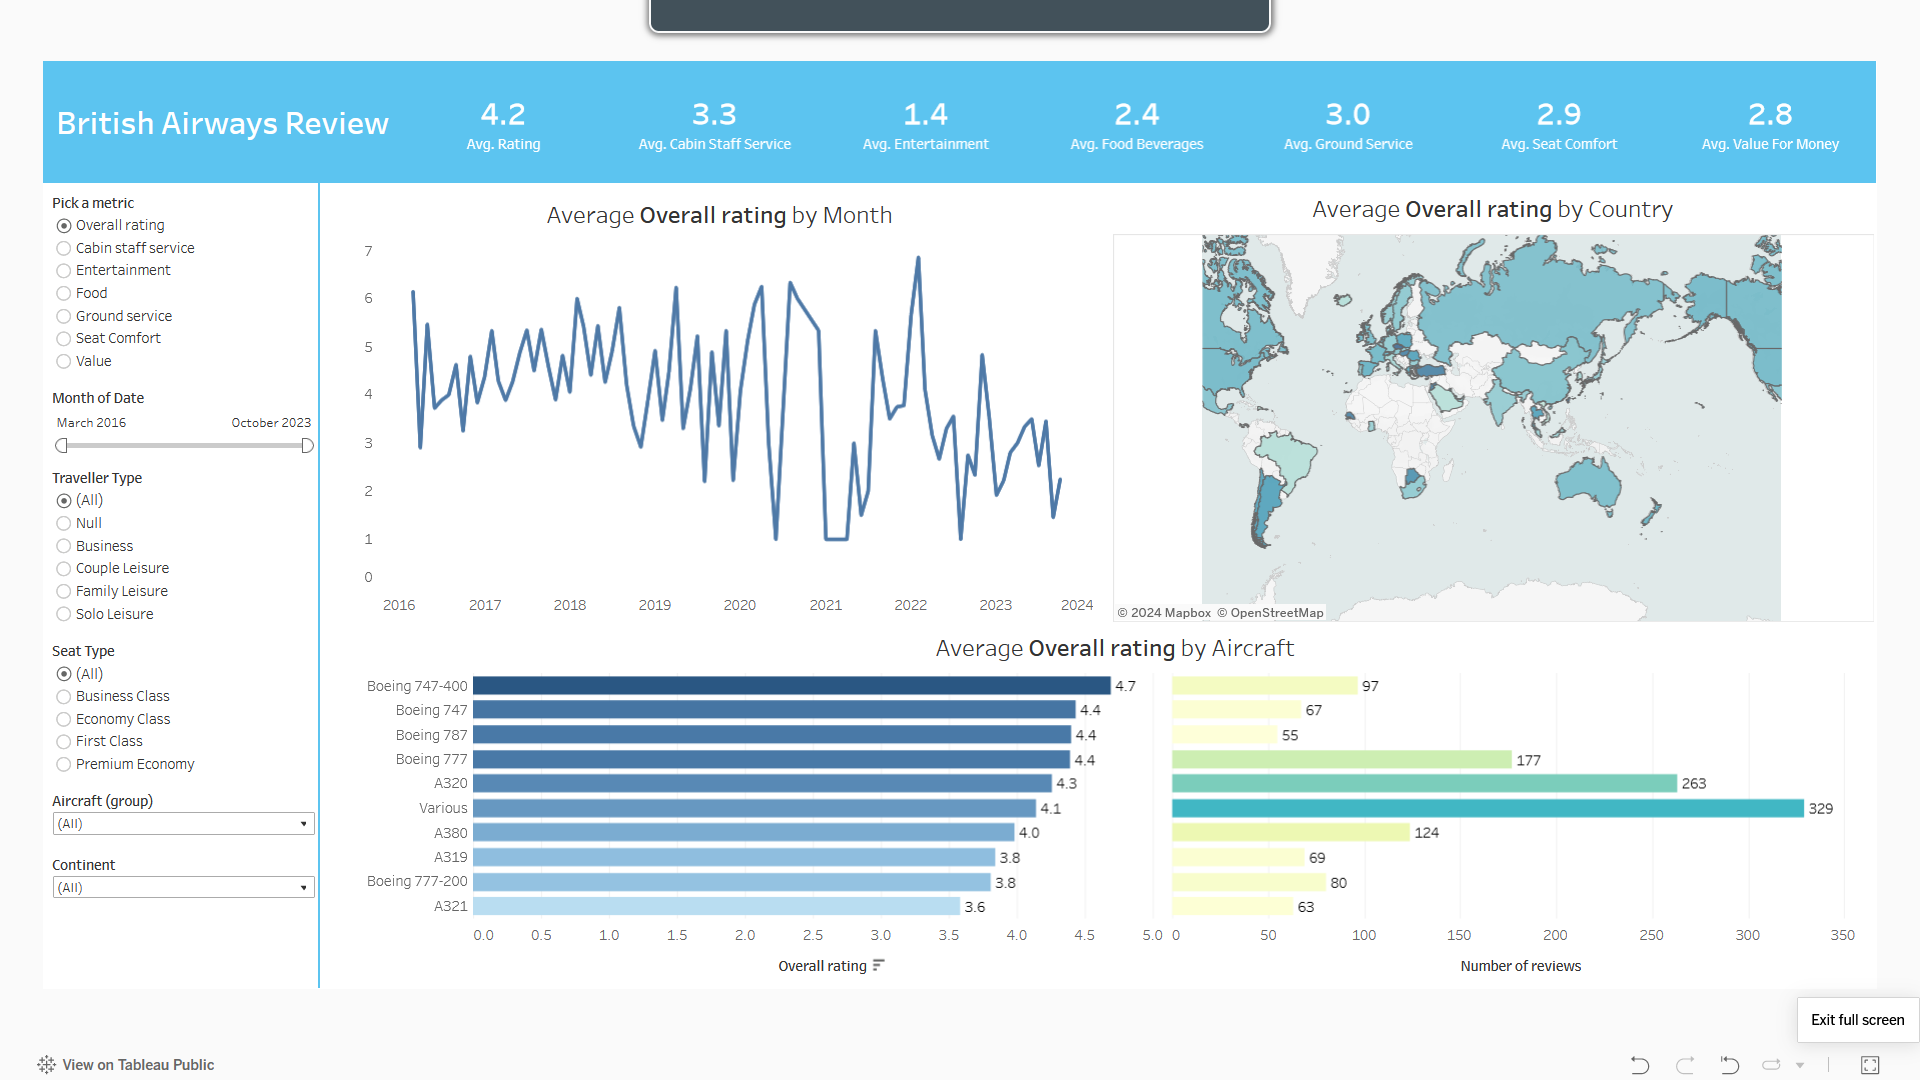 British Airways Review
4.2
Avg. Rating
3.3
Avg. Cabin Staff Service
1.4
Avg. Entertainment
2.4
Avg. Food Beverages
3.0
Avg. Ground Service
2.9
Avg. Seat Comfort
2.8
Avg. Value For Money
Pick a metric
Overall rating
Cabin staff service
Entertainment
Food
Ground service
Seat Comfort
Value
Month of Date
March 2016 October 2023
Traveller Type
(All)
Null
Business
Couple Leisure
Family Leisure
Solo Leisure
Seat Type
(All)
Business Class
Economy Class
First Class
Premium Economy
Aircraft (group)
(All)
Continent
(All)
Average Overall rating by Month
7
6
5
4
3
2
1
0
2016 2017 2018 2019 2020 2021 2022 2023 2024
Average Overall rating by Country
© 2024 Mapbox © OpenStreetMap
Average Overall rating by Aircraft
Boeing 747-400 4.7 97
Boeing 747 4.4 67
Boeing 787 4.4 55
Boeing 777 4.4 177
A320 4.3 263
Various 4.1 329
A380 4.0 124
A319 3.8 69
Boeing 777-200 3.8 80
A321 3.6 63
0.0 0.5 1.0 1.5 2.0 2.5 3.0 3.5 4.0 4.5 5.0 0 50 100 150 200 250 300 350
Overall rating
Number of reviews
Exit full screen
View on Tableau Public